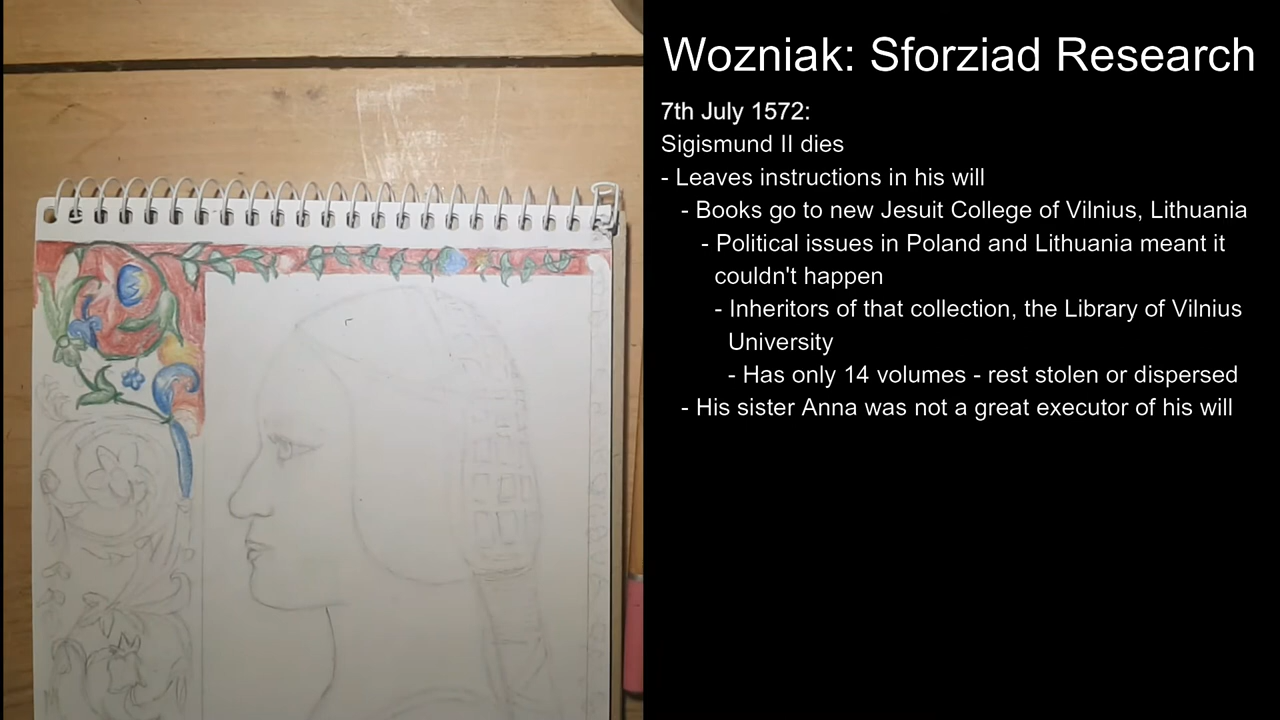 Wozniak: Sforziad Research
7th July 1572:
Sigismund II dies
- Leaves instructions in his will
- Books go to new Jesuit College of Vilnius, Lithuania
- Political issues in Poland and Lithuania meant it
couldn't happen
- Inheritors of that collection, the Library of Vilnius
University
- Has only 14 volumes - rest stolen or dispersed
- His sister Anna was not a great executor of his will